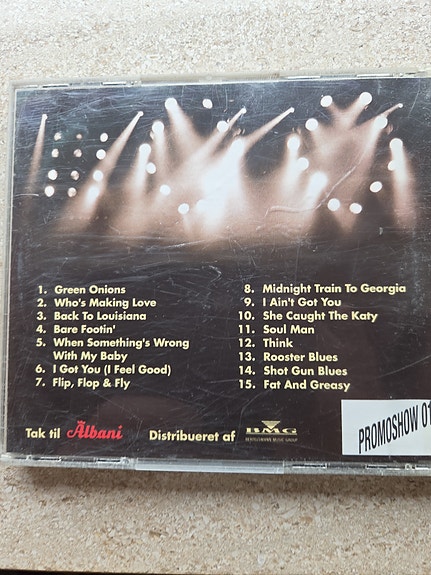 1. Green Onions
2. Who's Making Love
3. Back To Louisiana
4. Bare Footin'
5. When Something's Wrong
With My Baby
6. I Got You (I Feel Good)
7. Flip, Flop & Fly
8. Midnight Train To Georgia
9. I Ain't Got You
10. She Caught The Katy
11. Soul Man
12. Think
13. Rooster Blues
14. Shot Gun Blues
15. Fat And Greasy
Tak til Albani
Distribueret af BMG
BERTELSMANN MUSIC GROUP
PROMOSHOW 01